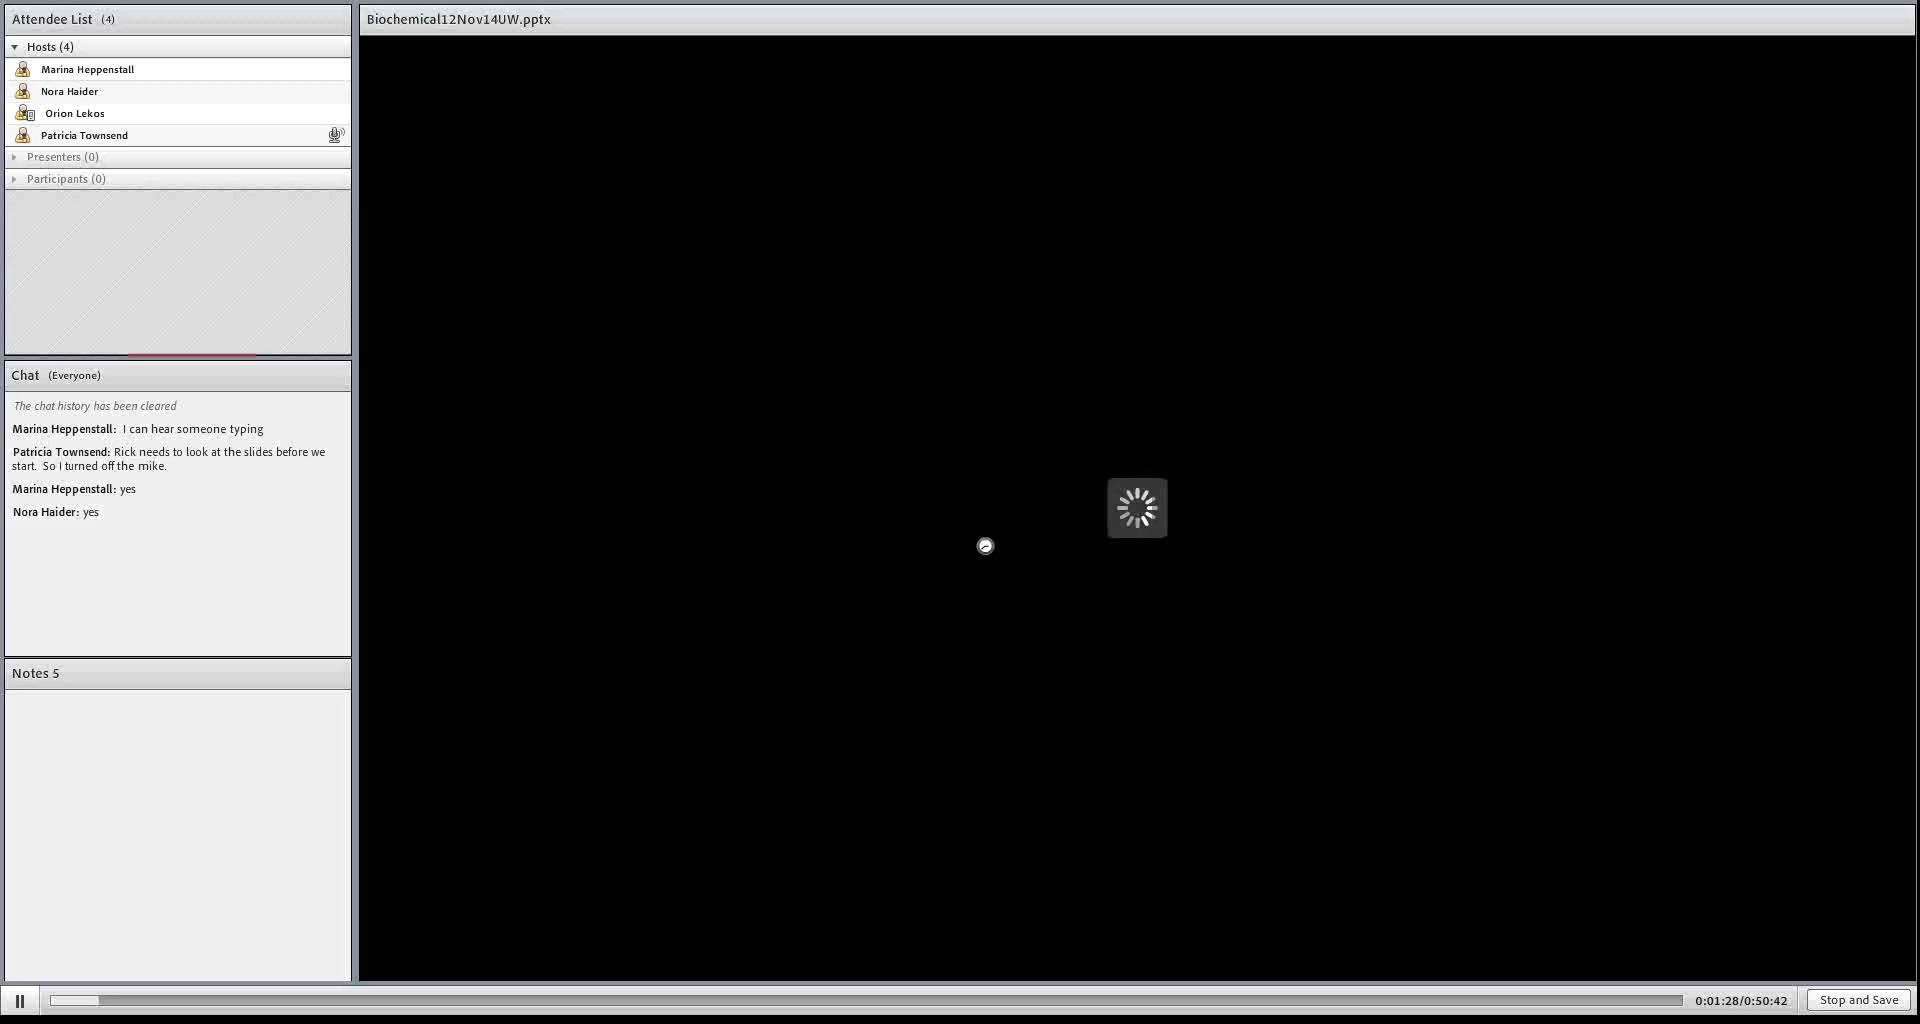 Attendee List (4)
Hosts (4)
Marina Heppenstall
Nora Haider
Orion Lekos
Patricia Townsend
Presenters (0)
Participants (0)
Chat (Everyone)
The chat history has been cleared
Marina Heppenstall: I can hear someone typing
Patricia Townsend: Rick needs to look at the slides before we
start. So I turned off the mike.
Marina Heppenstall: yes
Nora Haider: yes
Notes 5
Biochemical12Nov14UW.pptx
0:01:28/0:50:42
Stop and Save